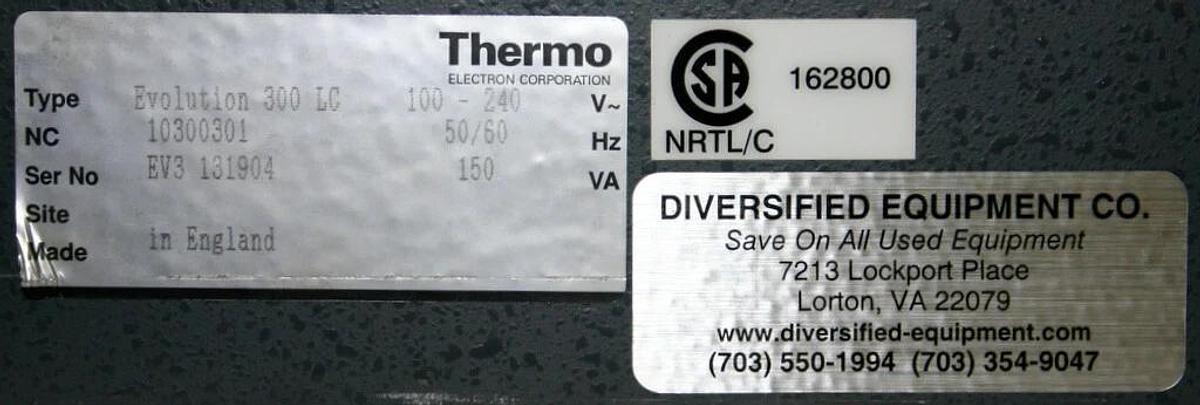 Thermo
ELECTRON CORPORATION
Type Evolution 300 LC 100 - 240 V~
NC 10300301 50/60 Hz
Ser No EV3 131904 150 VA
Site
Made in England
CSA 162800
NRTL/C
DIVERSIFIED EQUIPMENT CO.
Save On All Used Equipment
7213 Lockport Place
Lorton, VA 22079
www.diversified-equipment.com
(703) 550-1994 (703) 354-9047